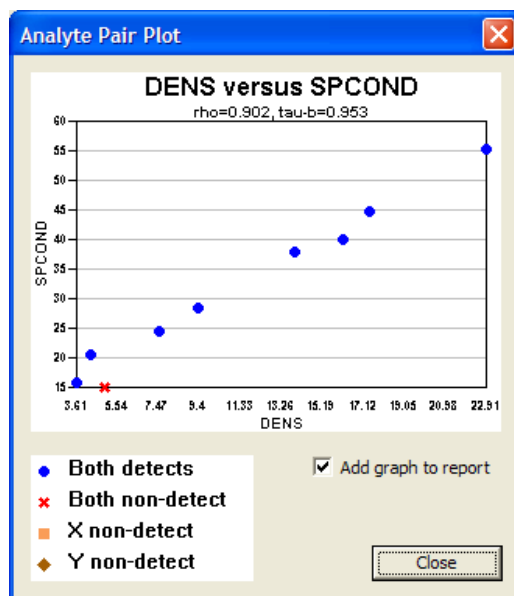 Analyte Pair Plot
DENS versus SPCOND
rho=0.902, tau-b=0.953
60
55
50
45
40
35
30
25
20
15
SPCOND
3.61 5.54 7.47 9.4 11.33 13.26 15.19 17.12 19.05 20.98 22.91
DENS
Both detects
Both non-detect
X non-detect
Y non-detect
Add graph to report
Close